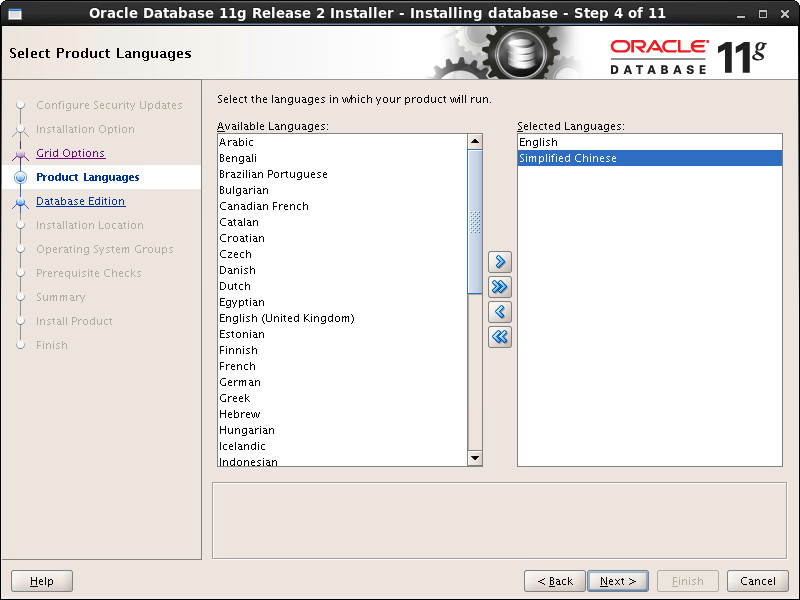 Oracle Database 11g Release 2 Installer - Installing database - Step 4 of 11
Select Product Languages
ORACLE
DATABASE
11g
Configure Security Updates
Installation Option
Grid Options
Product Languages
Database Edition
Installation Location
Operating System Groups
Prerequisite Checks
Summary
Install Product
Finish
Select the languages in which your product will run.
Available Languages:
Arabic
Bengali
Brazilian Portuguese
Bulgarian
Canadian French
Catalan
Croatian
Czech
Danish
Dutch
Egyptian
English (United Kingdom)
Estonian
Finnish
French
German
Greek
Hebrew
Hungarian
Icelandic
Indonesian
Selected Languages:
English
Simplified Chinese
Help
< Back
Next >
Finish
Cancel